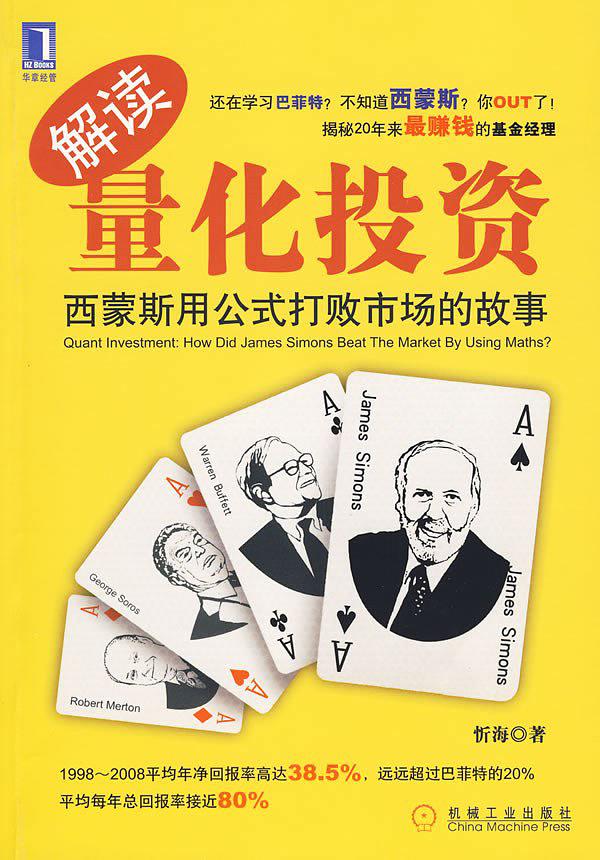 HZ BOOKS
华章经管
解读
还在学习巴菲特？不知道西蒙斯？你OUT了！
揭秘20年来最赚钱的基金经理
量化投资
西蒙斯用公式打败市场的故事
Quant Investment: How Did James Simons Beat The Market By Using Maths?
A
James Simons
James Simons
A
Warren Buffett
A
A
George Soros
A
A
Robert Merton
A
忻海◎著
1998～2008平均年净回报率高达38.5%，远远超过巴菲特的20%
平均每年总回报率接近80%
机械工业出版社
China Machine Press